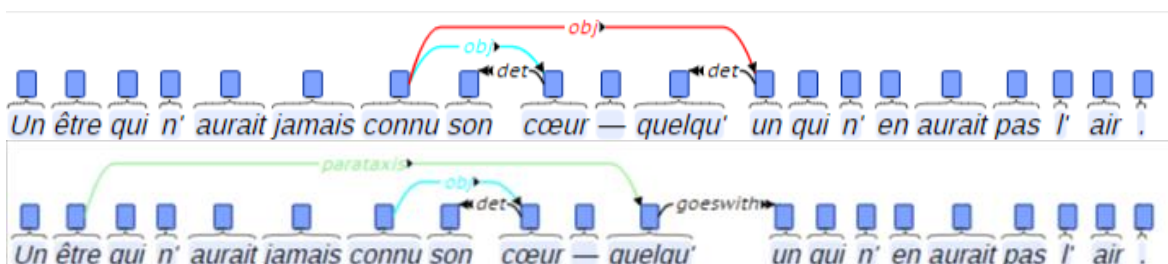 obj
obj
det det
Un être qui n' aurait jamais connu son cœur — quelqu' un qui n' en aurait pas l' air .
parataxis
obj
det goeswith
Un être qui n' aurait jamais connu son cœur — quelqu' un qui n' en aurait pas l' air .